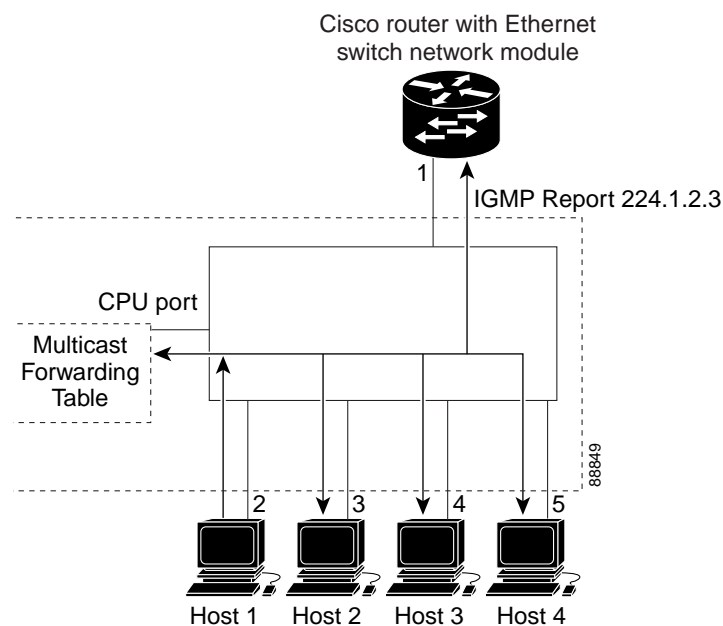 Cisco router with Ethernet
switch network module
1
IGMP Report 224.1.2.3
CPU port
Multicast
Forwarding
Table
88849
2
3
4
5
Host 1
Host 2
Host 3
Host 4